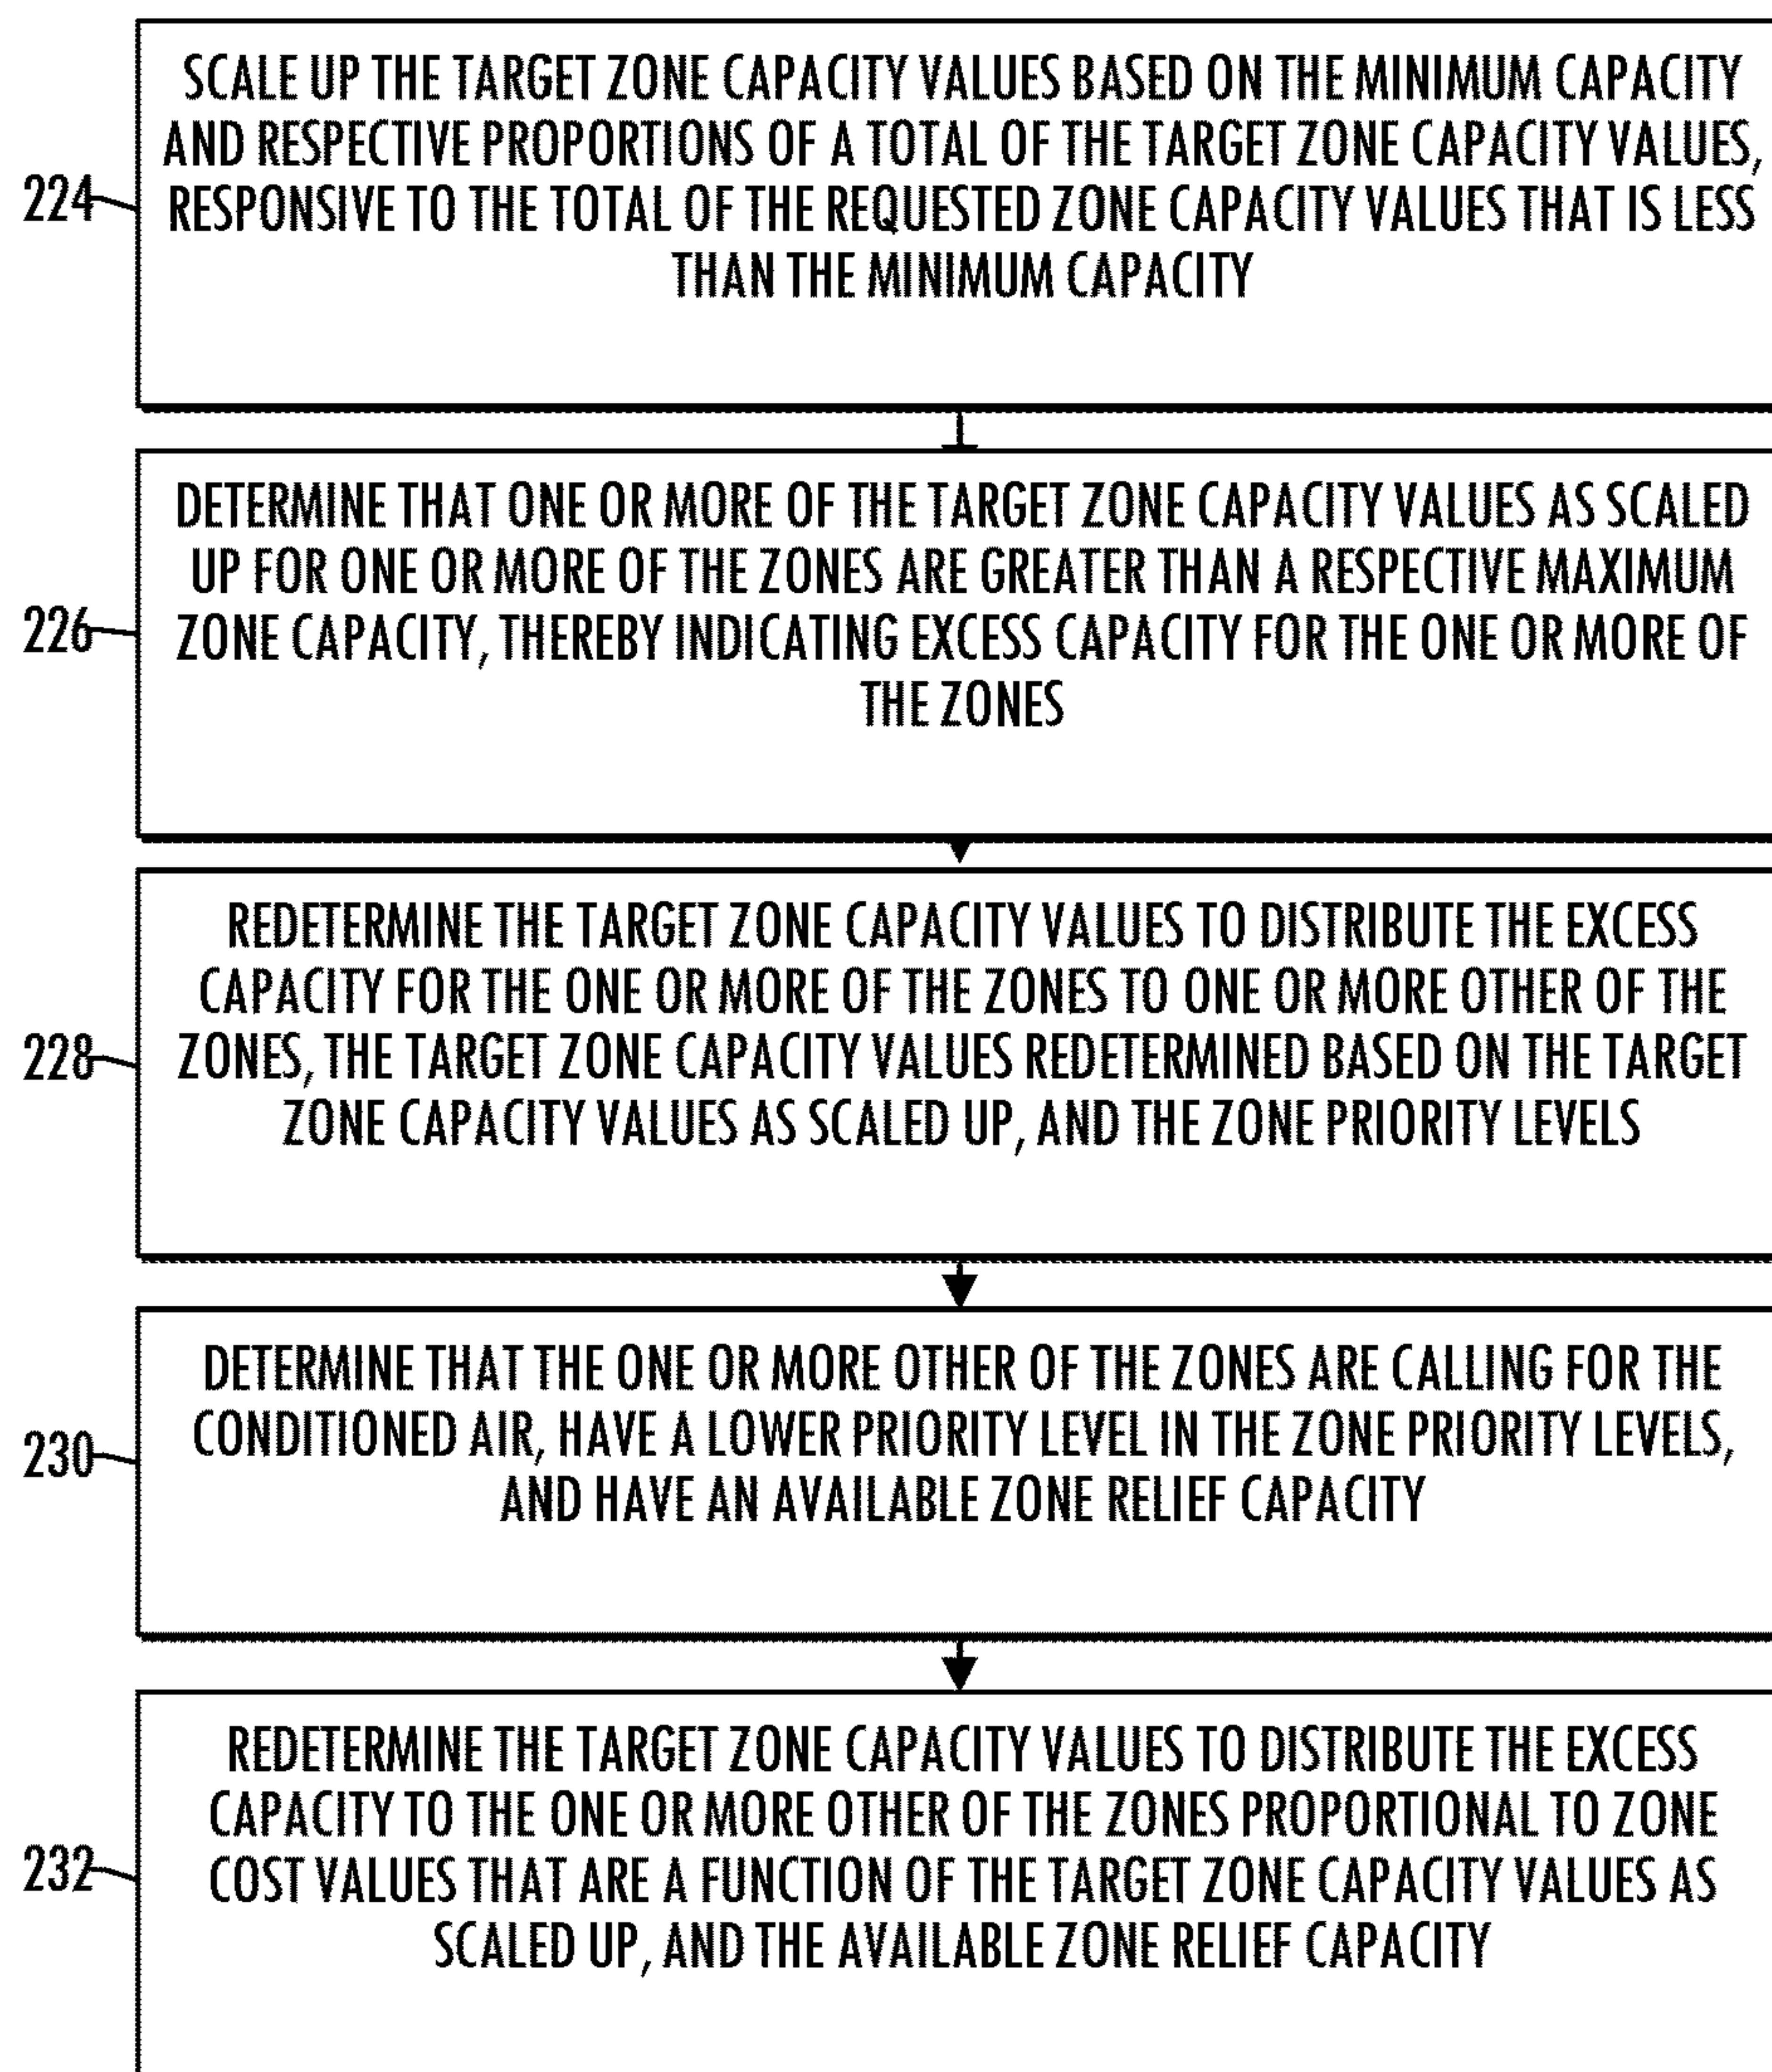 SCALE UP THE TARGET ZONE CAPACITY VALUES BASED ON THE MINIMUM CAPACITY
AND RESPECTIVE PROPORTIONS OF A TOTAL OF THE TARGET ZONE CAPACITY VALUES,
224
RESPONSIVE TO THE TOTAL OF THE REQUESTED ZONE CAPACITY VALUES THAT IS LESS
THAN THE MINIMUM CAPACITY
DETERMINE THAT ONE OR MORE OF THE TARGET ZONE CAPACITY VALUES AS SCALED
UP FOR ONE OR MORE OF THE ZONES ARE GREATER THAN A RESPECTIVE MAXIMUM
226
ZONE CAPACITY, THEREBY INDICATING EXCESS CAPACITY FOR THE ONE OR MORE OF
THE ZONES
REDETERMINE THE TARGET ZONE CAPACITY VALUES TO DISTRIBUTE THE EXCESS
CAPACITY FOR THE ONE OR MORE OF THE ZONES TO ONE OR MORE OTHER OF THE
228
ZONES, THE TARGET ZONE CAPACITY VALUES REDETERMINED BASED ON THE TARGET
ZONE CAPACITY VALUES AS SCALED UP, AND THE ZONE PRIORITY LEVELS
DETERMINE THAT THE ONE OR MORE OTHER OF THE ZONES ARE CALLING FOR THE
CONDITIONED AIR, HAVE A LOWER PRIORITY LEVEL IN THE ZONE PRIORITY LEVELS,
230
AND HAVE AN AVAILABLE ZONE RELIEF CAPACITY
REDETERMINE THE TARGET ZONE CAPACITY VALUES TO DISTRIBUTE THE EXCESS
CAPACITY TO THE ONE OR MORE OTHER OF THE ZONES PROPORTIONAL TO ZONE
232
COST VALUES THAT ARE A FUNCTION OF THE TARGET ZONE CAPACITY VALUES AS
SCALED UP, AND THE AVAILABLE ZONE RELIEF CAPACITY